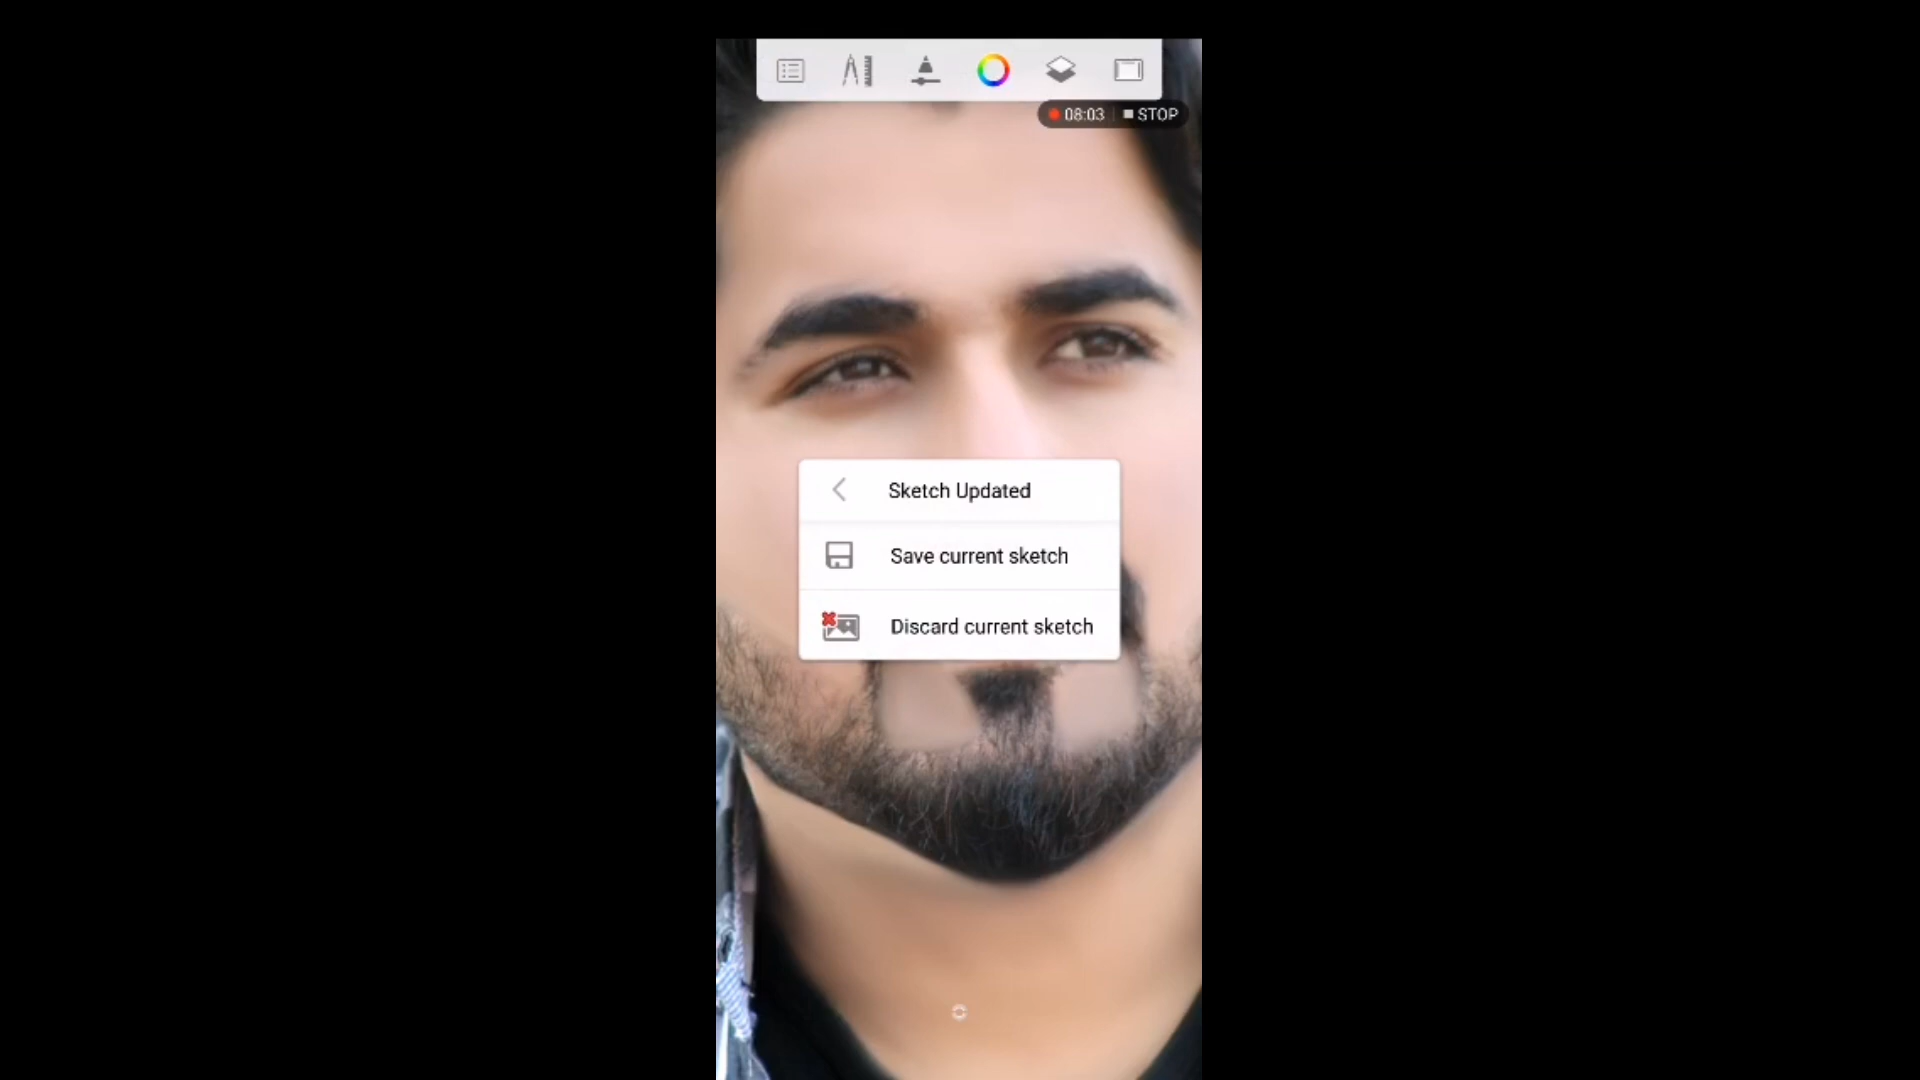 08:03 STOP
Sketch Updated
Save current sketch
Discard current sketch